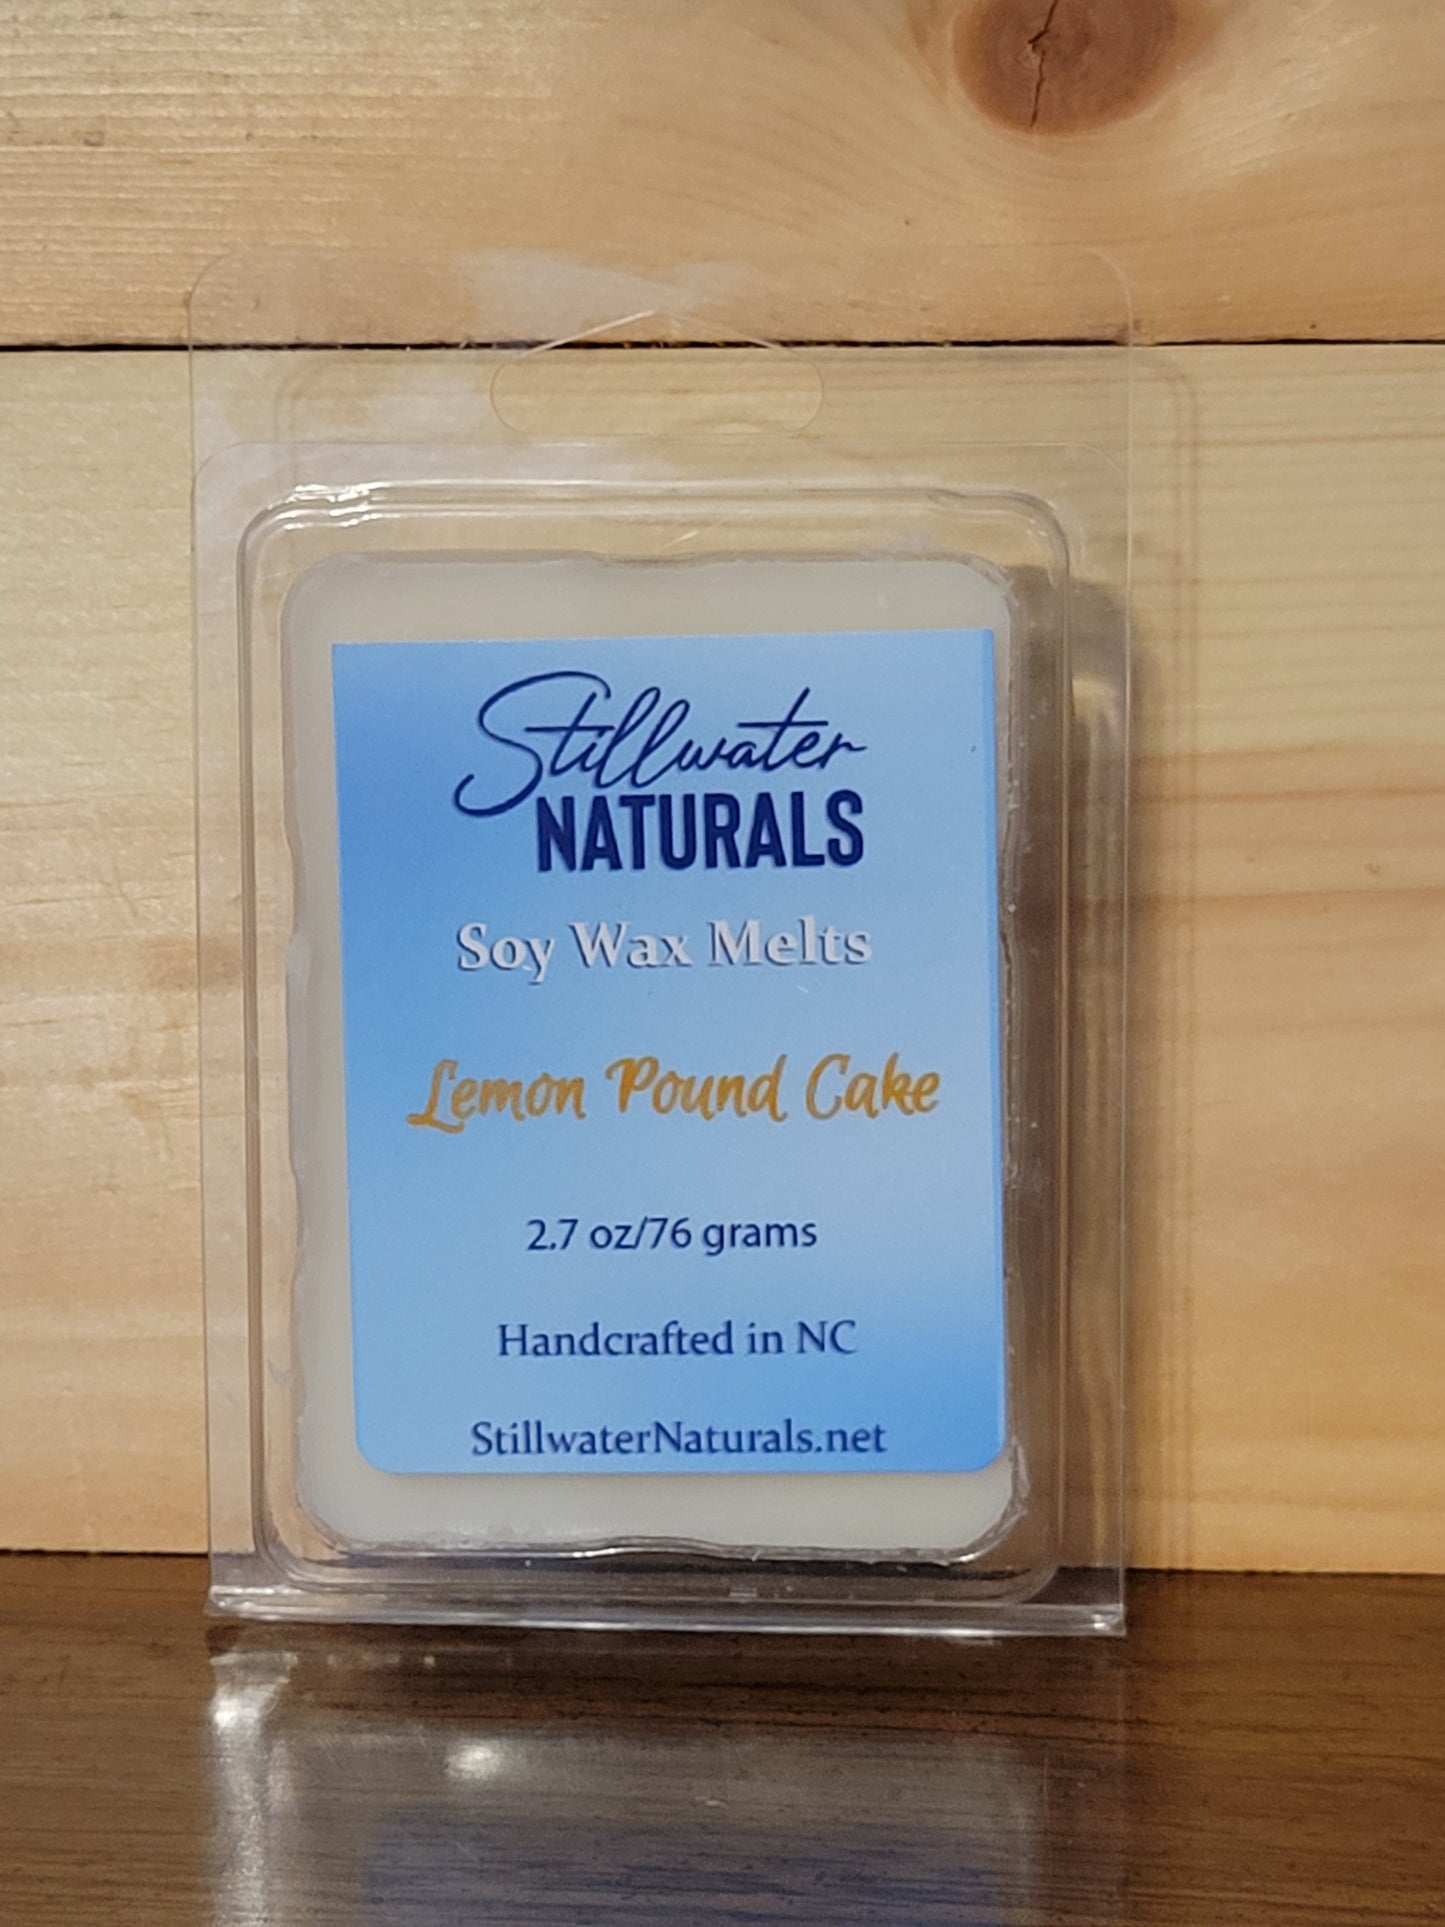 Stillwater
NATURALS
Soy Wax Melts
Lemon Pound Cake
2.7 oz/76 grams
Handcrafted in NC
StillwaterNaturals.net